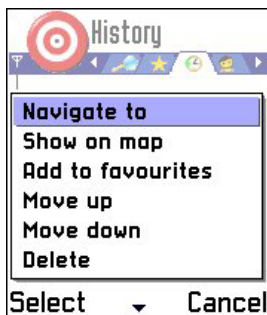 History
Navigate to
Show on map
Add to favourites
Move up
Move down
Delete
Select Cancel